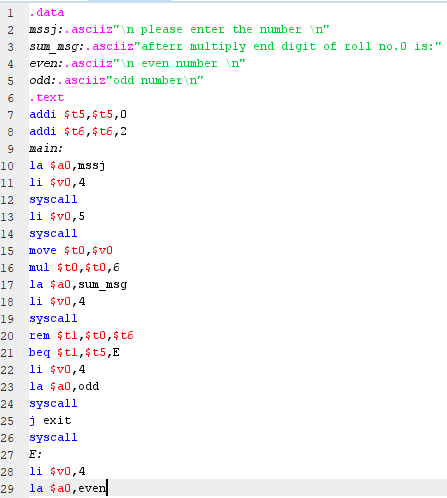 1 .data
2 mssj:.asciiz"\n please enter the number \n"
3 sum_msg:.asciiz"afterr multiply end digit of roll no.0 is:"
4 even:.asciiz"\n even number \n"
5 odd:.asciiz"odd number\n"
6 .text
7 addi $t5,$t5,0
8 addi $t6,$t6,2
9 main:
10 la $a0,mssj
11 li $v0,4
12 syscall
13 li $v0,5
14 syscall
15 move $t0,$v0
16 mul $t0,$t0,6
17 la $a0,sum_msg
18 li $v0,4
19 syscall
20 rem $t1,$t0,$t6
21 beq $t1,$t5,E
22 li $v0,4
23 la $a0,odd
24 syscall
25 j exit
26 syscall
27 E:
28 li $v0,4
29 la $a0,even